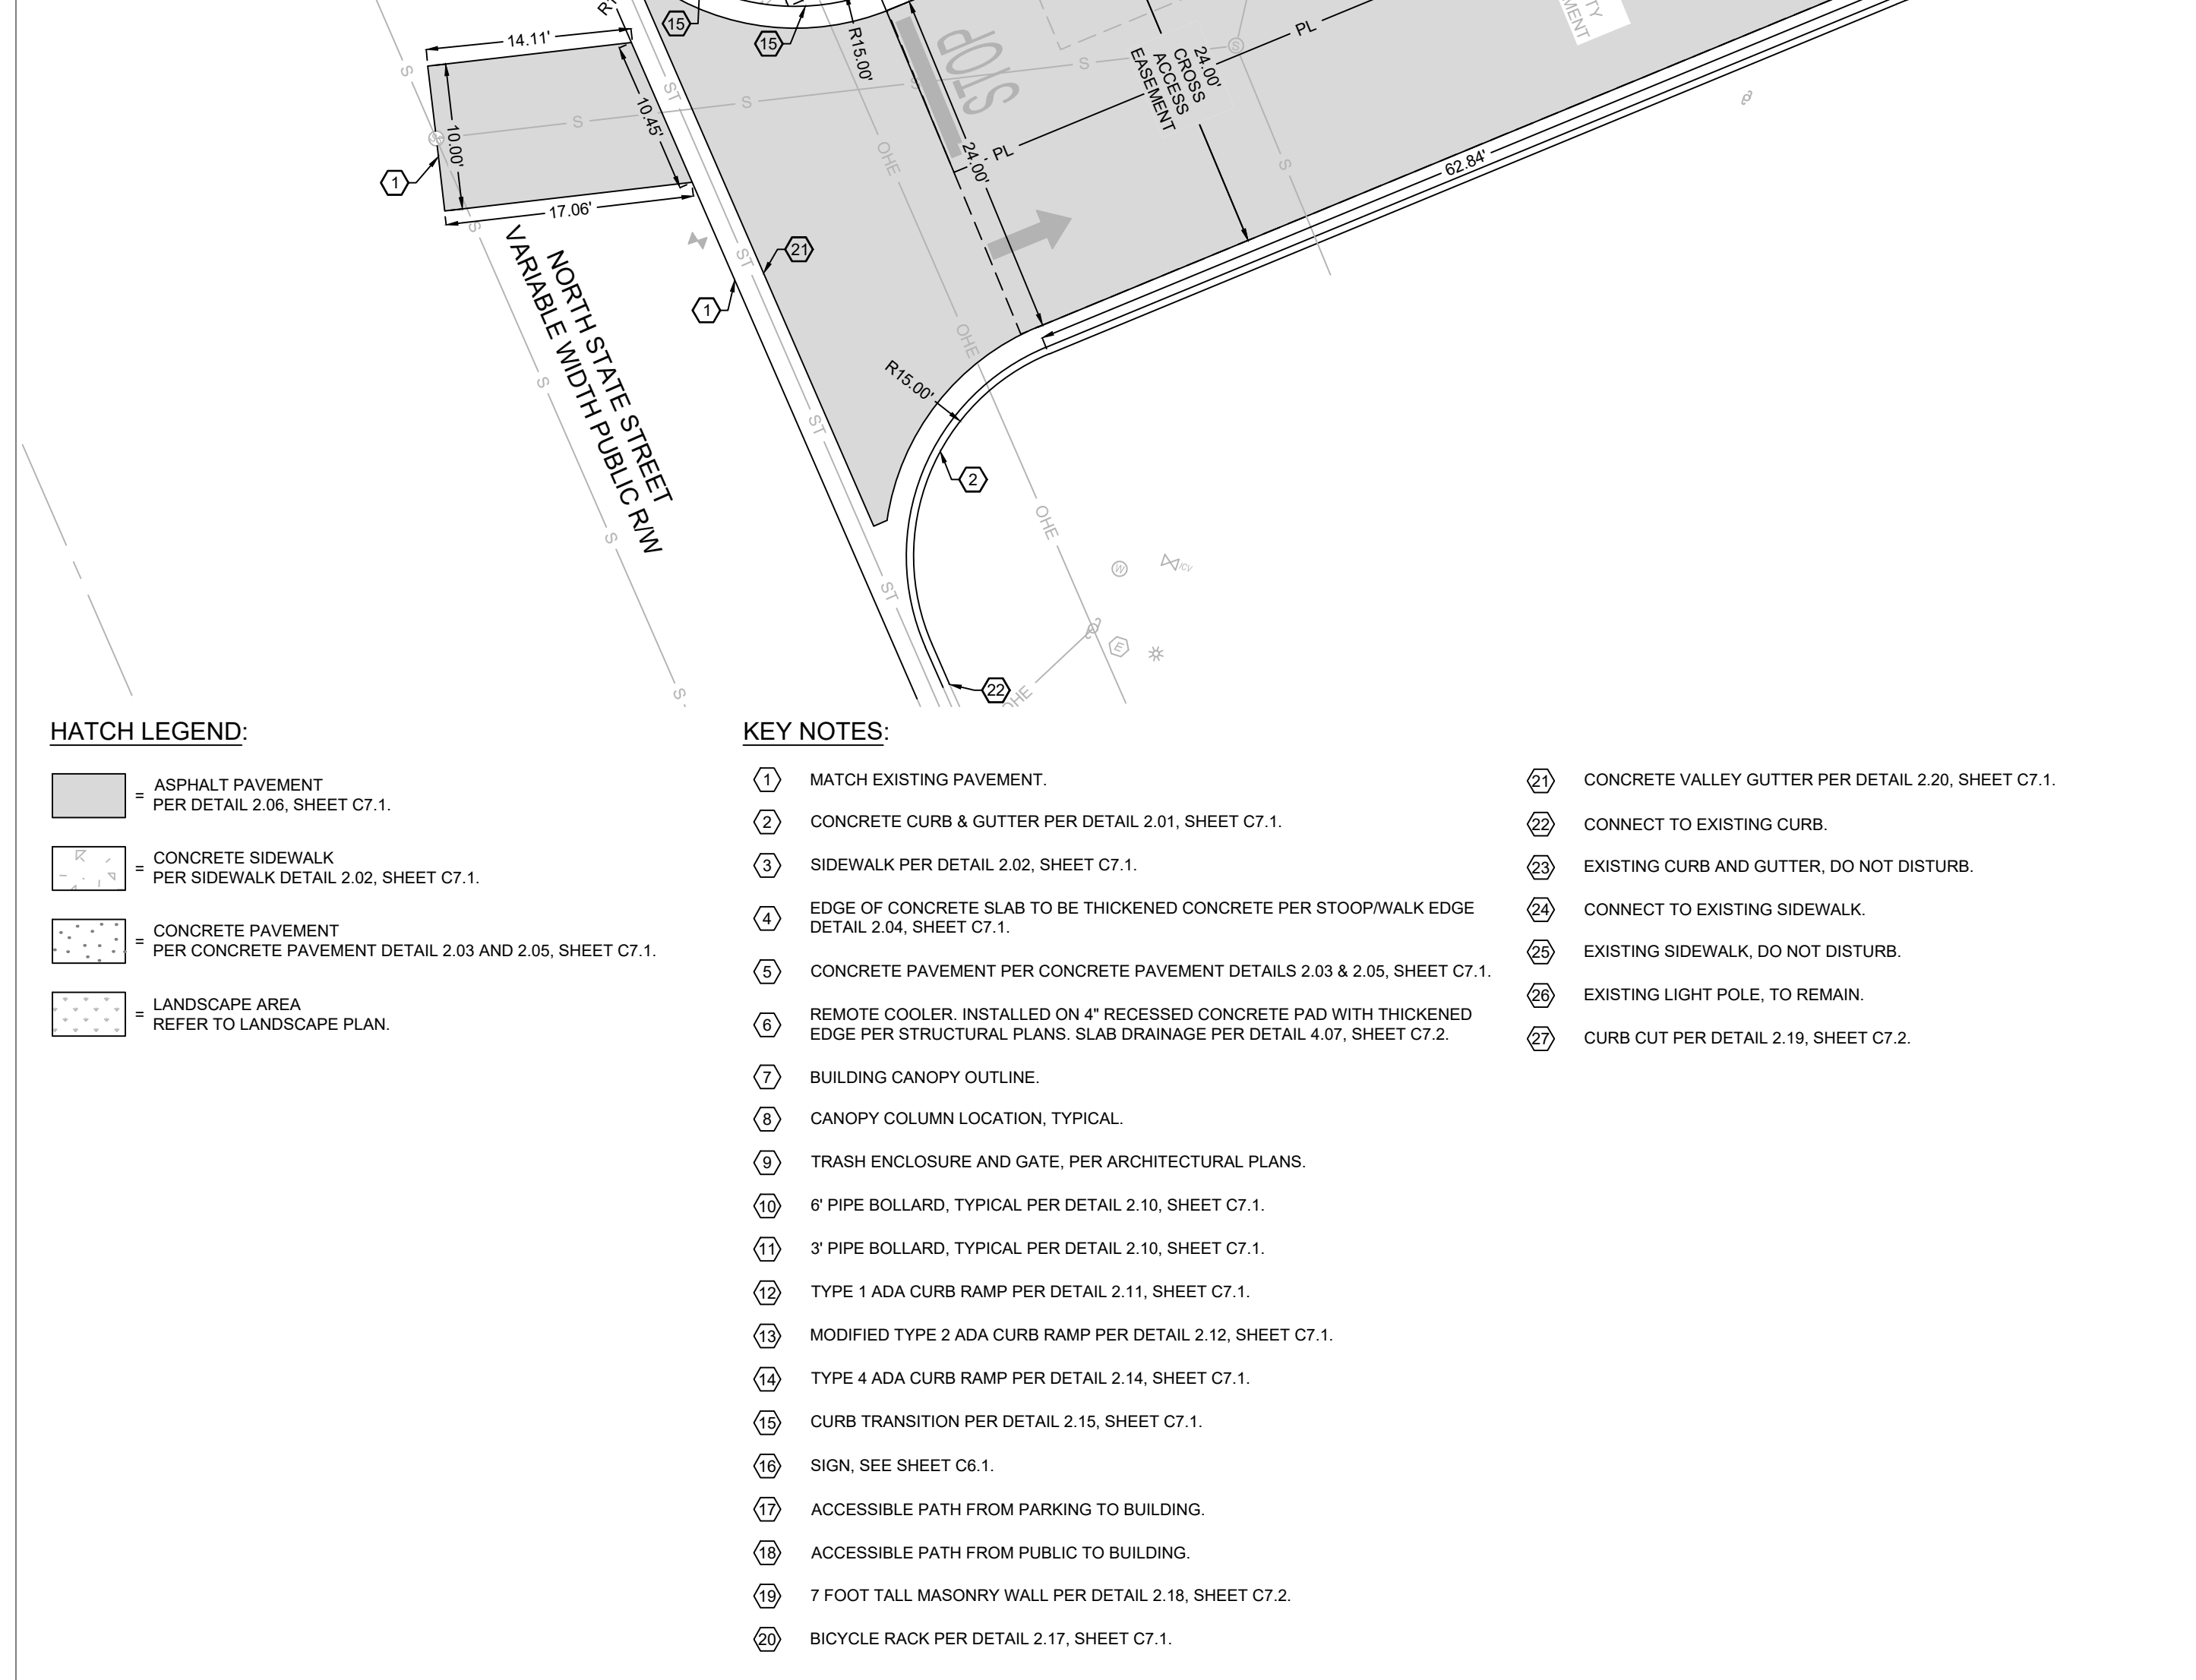 14.11'
10.00'
10.45'
17.06'
1
15
15
R15.00'
STOP
24.00'
24.00'
CROSS
ACCESS
EASEMENT
PL
PL
62.84'
S
S
S
S
S
S
S
S
S
S
S
S
ST
ST
ST
ST
OHE
OHE
OHE
OHE
21
1
NORTH STATE STREET
VARIABLE WIDTH PUBLIC R/W
R15.00'
2
22
W
ICV
E
HATCH LEGEND:
= ASPHALT PAVEMENT
PER DETAIL 2.06, SHEET C7.1.
= CONCRETE SIDEWALK
PER SIDEWALK DETAIL 2.02, SHEET C7.1.
= CONCRETE PAVEMENT
PER CONCRETE PAVEMENT DETAIL 2.03 AND 2.05, SHEET C7.1.
= LANDSCAPE AREA
REFER TO LANDSCAPE PLAN.
KEY NOTES:
1 MATCH EXISTING PAVEMENT.
2 CONCRETE CURB & GUTTER PER DETAIL 2.01, SHEET C7.1.
3 SIDEWALK PER DETAIL 2.02, SHEET C7.1.
4 EDGE OF CONCRETE SLAB TO BE THICKENED CONCRETE PER STOOP/WALK EDGE
DETAIL 2.04, SHEET C7.1.
5 CONCRETE PAVEMENT PER CONCRETE PAVEMENT DETAILS 2.03 & 2.05, SHEET C7.1.
6 REMOTE COOLER. INSTALLED ON 4" RECESSED CONCRETE PAD WITH THICKENED
EDGE PER STRUCTURAL PLANS. SLAB DRAINAGE PER DETAIL 4.07, SHEET C7.2.
7 BUILDING CANOPY OUTLINE.
8 CANOPY COLUMN LOCATION, TYPICAL.
9 TRASH ENCLOSURE AND GATE, PER ARCHITECTURAL PLANS.
10 6' PIPE BOLLARD, TYPICAL PER DETAIL 2.10, SHEET C7.1.
11 3' PIPE BOLLARD, TYPICAL PER DETAIL 2.10, SHEET C7.1.
12 TYPE 1 ADA CURB RAMP PER DETAIL 2.11, SHEET C7.1.
13 MODIFIED TYPE 2 ADA CURB RAMP PER DETAIL 2.12, SHEET C7.1.
14 TYPE 4 ADA CURB RAMP PER DETAIL 2.14, SHEET C7.1.
15 CURB TRANSITION PER DETAIL 2.15, SHEET C7.1.
16 SIGN, SEE SHEET C6.1.
17 ACCESSIBLE PATH FROM PARKING TO BUILDING.
18 ACCESSIBLE PATH FROM PUBLIC TO BUILDING.
19 7 FOOT TALL MASONRY WALL PER DETAIL 2.18, SHEET C7.2.
20 BICYCLE RACK PER DETAIL 2.17, SHEET C7.1.
21 CONCRETE VALLEY GUTTER PER DETAIL 2.20, SHEET C7.1.
22 CONNECT TO EXISTING CURB.
23 EXISTING CURB AND GUTTER, DO NOT DISTURB.
24 CONNECT TO EXISTING SIDEWALK.
25 EXISTING SIDEWALK, DO NOT DISTURB.
26 EXISTING LIGHT POLE, TO REMAIN.
27 CURB CUT PER DETAIL 2.19, SHEET C7.2.